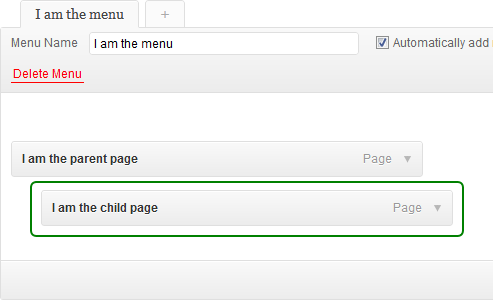 I am the menu +
Menu Name I am the menu Automatically add
Delete Menu
I am the parent page Page
I am the child page Page